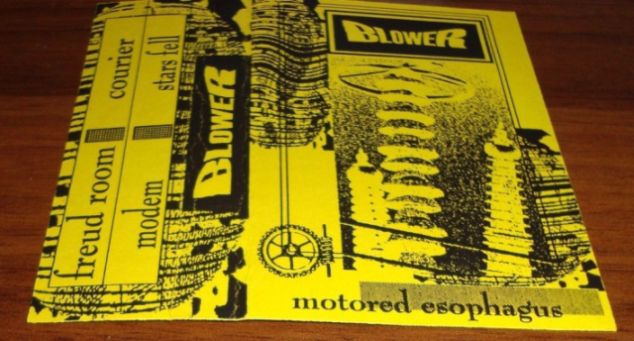 BLOWER
motored esophagus
BLOWER
freud room
courier
modem
stars fell